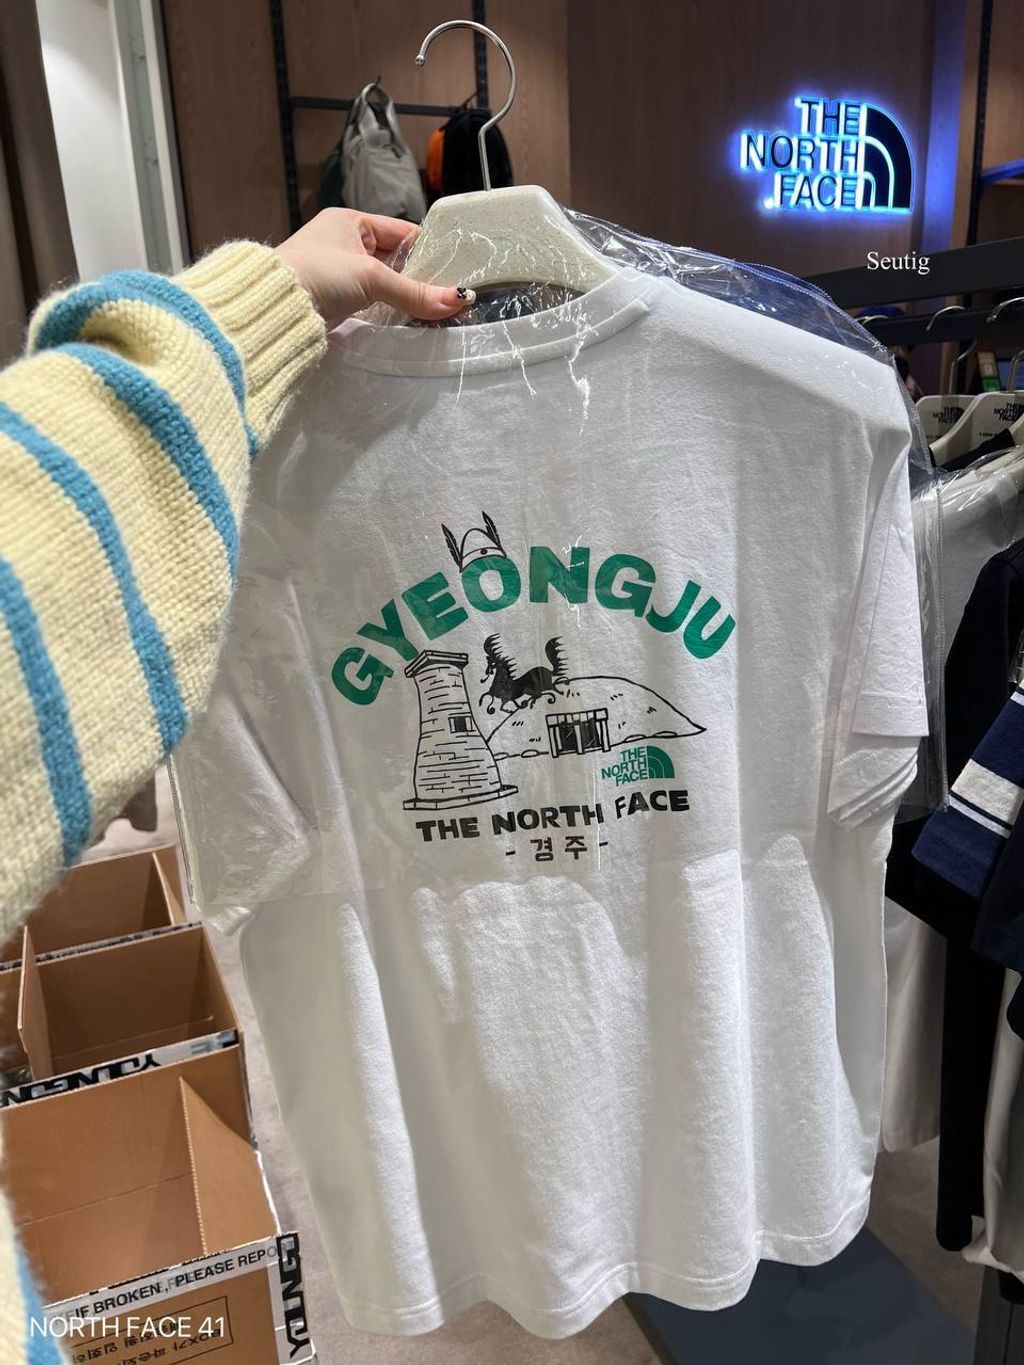 THE
NORTH
FACE
Seutig
GYEONGJU
THE
NORTH
FACE
THE NORTH FACE
- 경주 -
YOUNGONE
IF BROKEN, PLEASE REPO
NORTH FACE 41